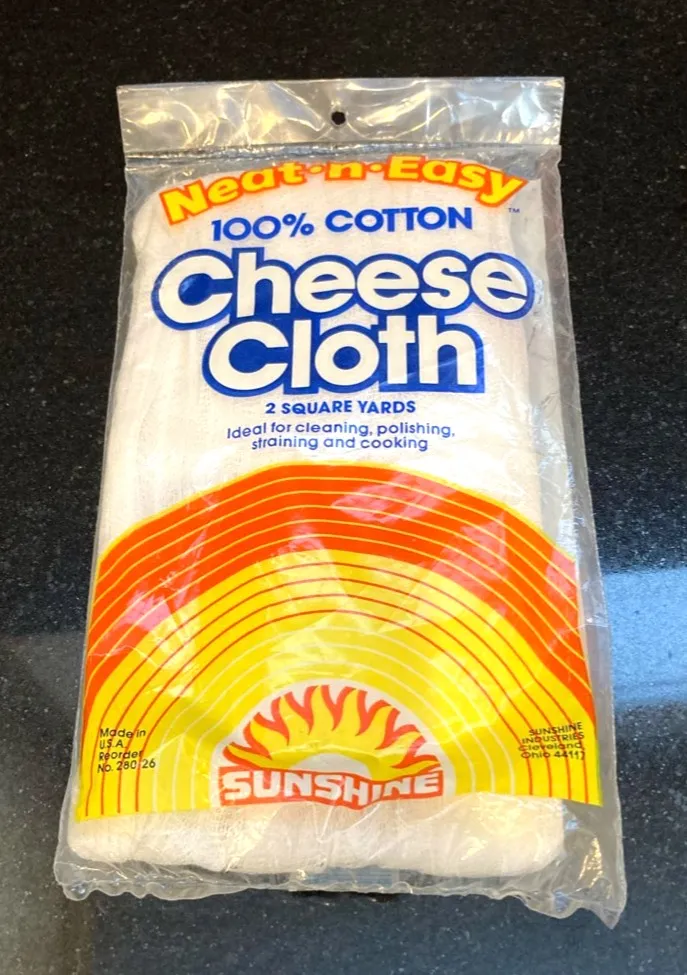 Neat·n·Easy™
100% COTTON
Cheese
Cloth
2 SQUARE YARDS
Ideal for cleaning, polishing,
straining and cooking
Made in
U.S.A.
Reorder
No. 280 26
SUNSHINE
INDUSTRIES
Cleveland,
Ohio 44117
SUNSHINE